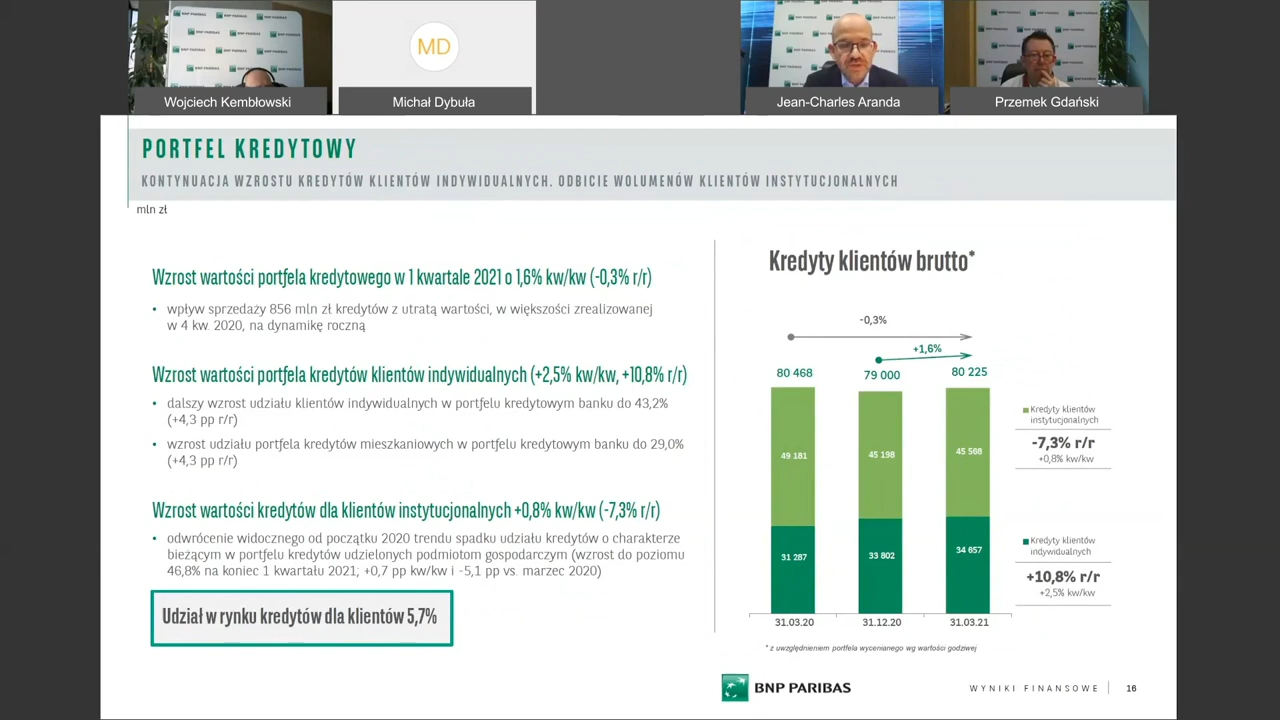 BNP PARIBAS
MD
Wojciech Kembłowski
Michał Dybuła
Jean-Charles Aranda
Przemek Gdański
PORTFEL KREDYTOWY
KONTYNUACJA WZROSTU KREDYTÓW KLIENTÓW INDYWIDUALNYCH. ODBICIE WOLUMENÓW KLIENTÓW INSTYTUCJONALNYCH
mln zł
Wzrost wartości portfela kredytowego w 1 kwartale 2021 o 1,6% kw/kw (-0,3% r/r)
• wpływ sprzedaży 856 mln zł kredytów z utratą wartości, w większości zrealizowanej
w 4 kw. 2020, na dynamikę roczną
Wzrost wartości portfela kredytów klientów indywidualnych (+2,5% kw/kw, +10,8% r/r)
• dalszy wzrost udziału klientów indywidualnych w portfelu kredytowym banku do 43,2%
(+4,3 pp r/r)
• wzrost udziału portfela kredytów mieszkaniowych w portfelu kredytowym banku do 29,0%
(+4,3 pp r/r)
Wzrost wartości kredytów dla klientów instytucjonalnych +0,8% kw/kw (-7,3% r/r)
• odwrócenie widocznego od początku 2020 trendu spadku udziału kredytów o charakterze
bieżącym w portfelu kredytów udzielonych podmiotom gospodarczym (wzrost do poziomu
46,8% na koniec 1 kwartału 2021; +0,7 pp kw/kw i -5,1 pp vs. marzec 2020)
Udział w rynku kredytów dla klientów 5,7%
Kredyty klientów brutto*
-0,3%
+1,6%
80 468
79 000
80 225
49 181
45 198
45 568
31 287
33 802
34 657
31.03.20
31.12.20
31.03.21
Kredyty klientów
instytucjonalnych
-7,3% r/r
+0,8% kw/kw
Kredyty klientów
indywidualnych
+10,8% r/r
+2,5% kw/kw
* z uwzględnieniem portfela wycenianego wg wartości godziwej
BNP PARIBAS
WYNIKI FINANSOWE | 16